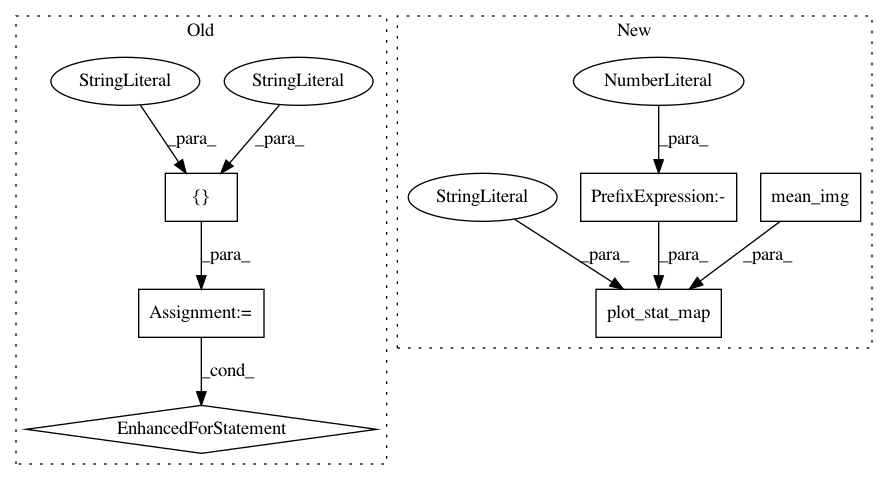 Old
New
StringLiteral
StringLiteral
NumberLiteral
_para_
_para_
_para_
{}
StringLiteral
PrefixExpression:-
mean_img
_para_
_para_
_para_
_para_
Assignment:=
plot_stat_map
_cond_
EnhancedForStatement